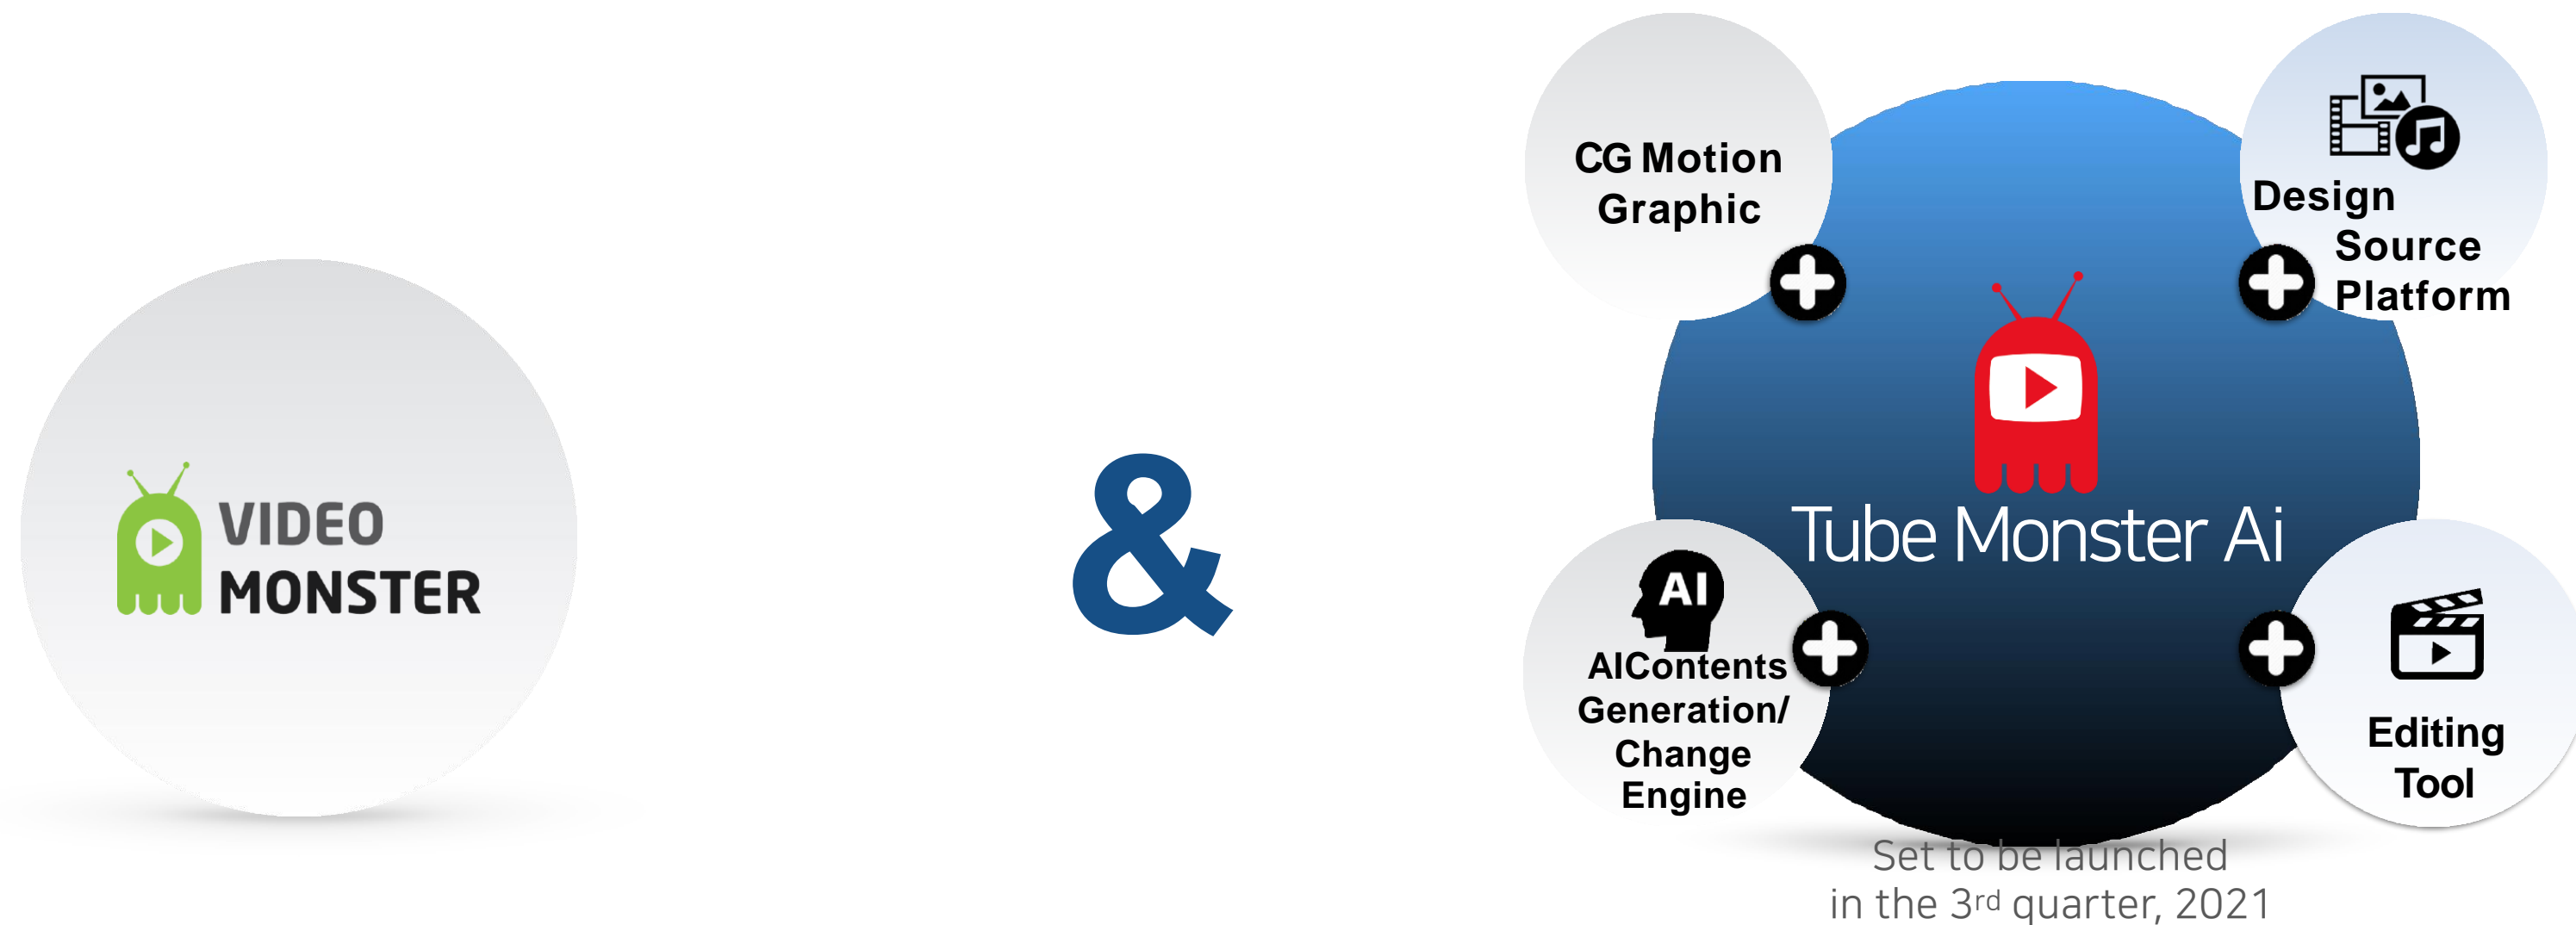 VIDEO
MONSTER
&
CG Motion
Graphic
Design
Source
Platform
Tube Monster Ai
AI
AIContents
Generation/
Change
Engine
Editing
Tool
Set to be launched
in the 3rd quarter, 2021